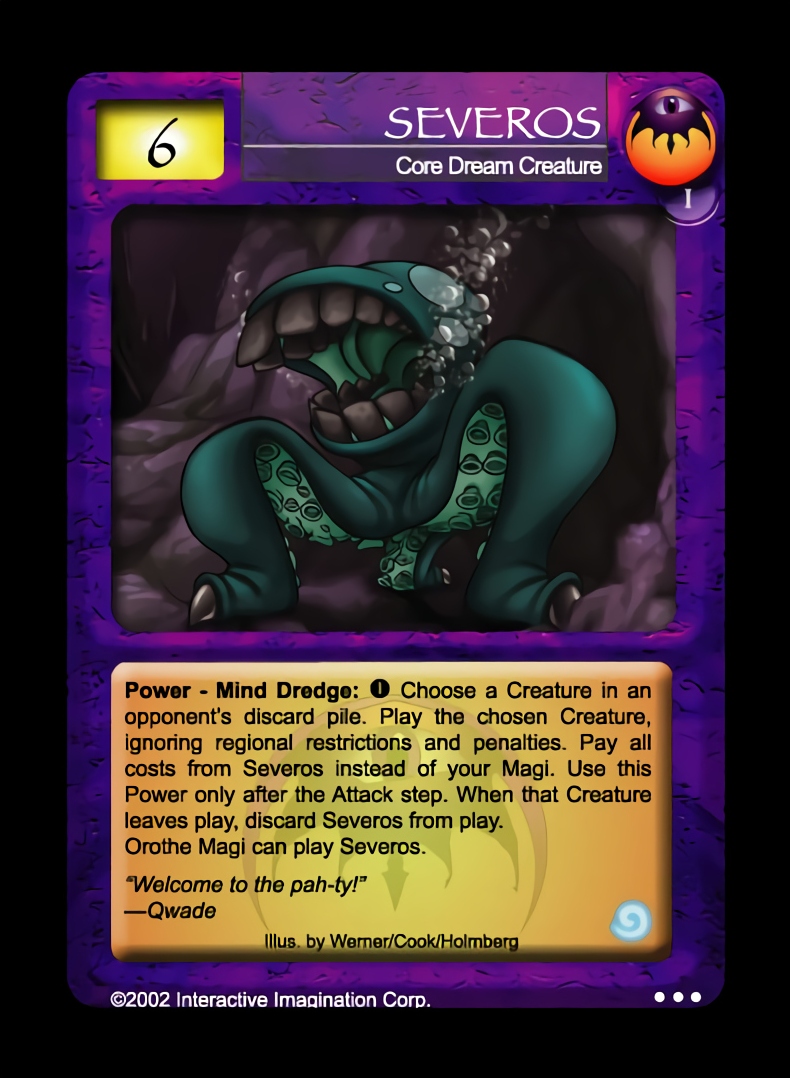 6
SEVEROS
Core Dream Creature
I
Power - Mind Dredge: I Choose a Creature in an
opponent's discard pile. Play the chosen Creature,
ignoring regional restrictions and penalties. Pay all
costs from Severos instead of your Magi. Use this
Power only after the Attack step. When that Creature
leaves play, discard Severos from play.
Orothe Magi can play Severos.
"Welcome to the pah-ty!"
—Qwade
Illus. by Werner/Cook/Holmberg
©2002 Interactive Imagination Corp.